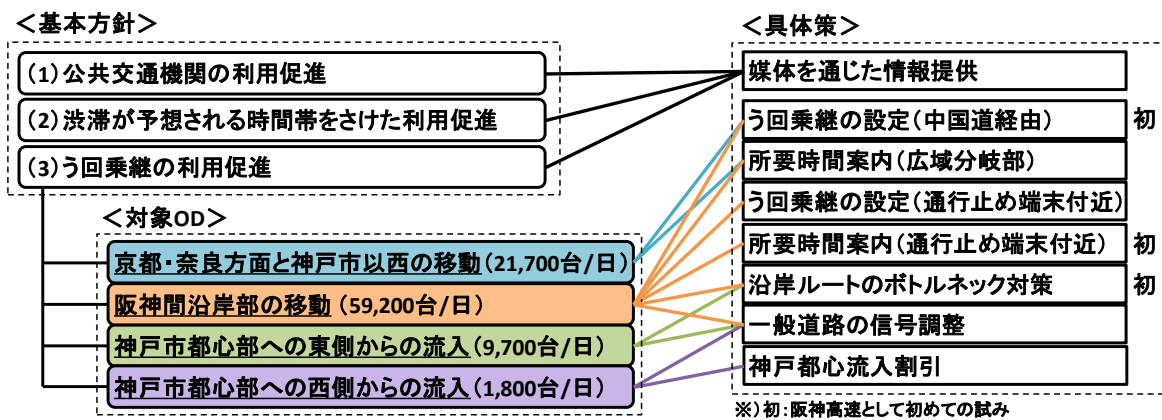 ＜基本方針＞
(1)公共交通機関の利用促進
(2)渋滞が予想される時間帯をさけた利用促進
(3)う回乗継の利用促進
＜対象OD＞
京都・奈良方面と神戸市以西の移動(21,700台/日)
阪神間沿岸部の移動(59,200台/日)
神戸市都心部への東側からの流入(9,700台/日)
神戸市都心部への西側からの流入(1,800台/日)
＜具体策＞
媒体を通じた情報提供
う回乗継の設定(中国道経由) 初
所要時間案内(広域分岐部)
う回乗継の設定(通行止め端末付近)
所要時間案内(通行止め端末付近) 初
沿岸ルートのボトルネック対策 初
一般道路の信号調整
神戸都心流入割引
※)初:阪神高速として初めての試み